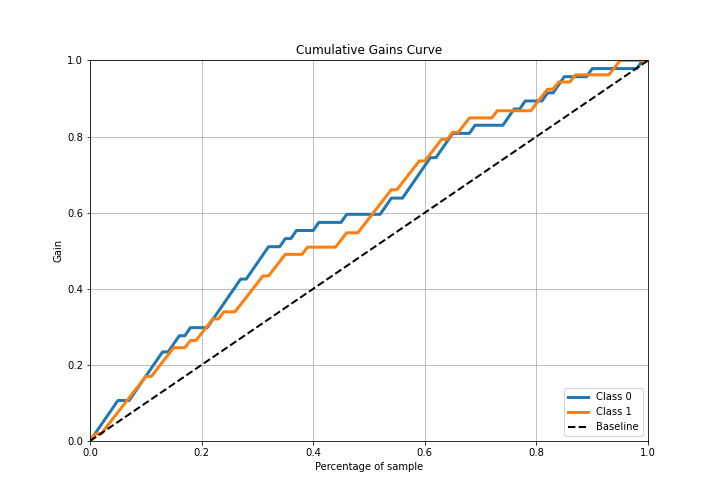 Cumulative Gains Curve
1.0
0.8
0.6
0.4
0.2
0.0
Gain
0.0 0.2 0.4 0.6 0.8 1.0
Percentage of sample
Class 0
Class 1
Baseline